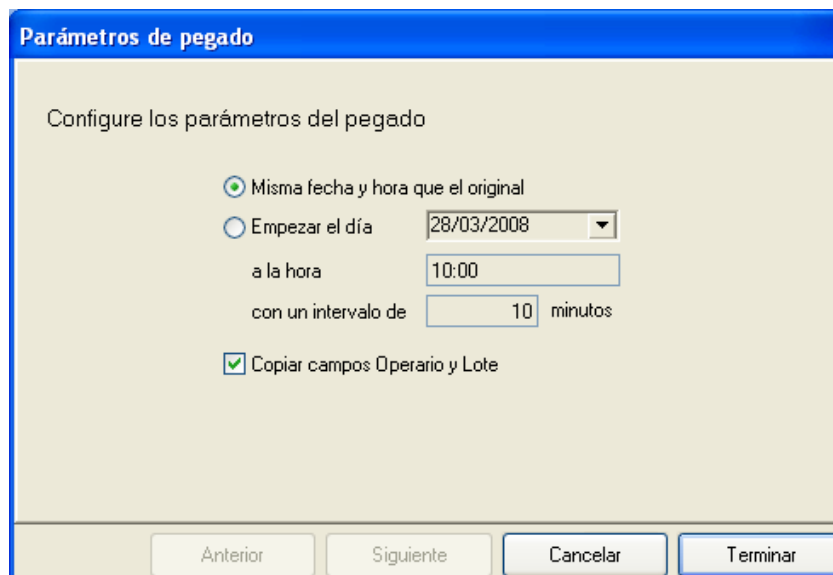 Parámetros de pegado
Configure los parámetros del pegado
Misma fecha y hora que el original
Empezar el día 28/03/2008
a la hora 10:00
con un intervalo de 10 minutos
Copiar campos Operario y Lote
Anterior Siguiente Cancelar Terminar